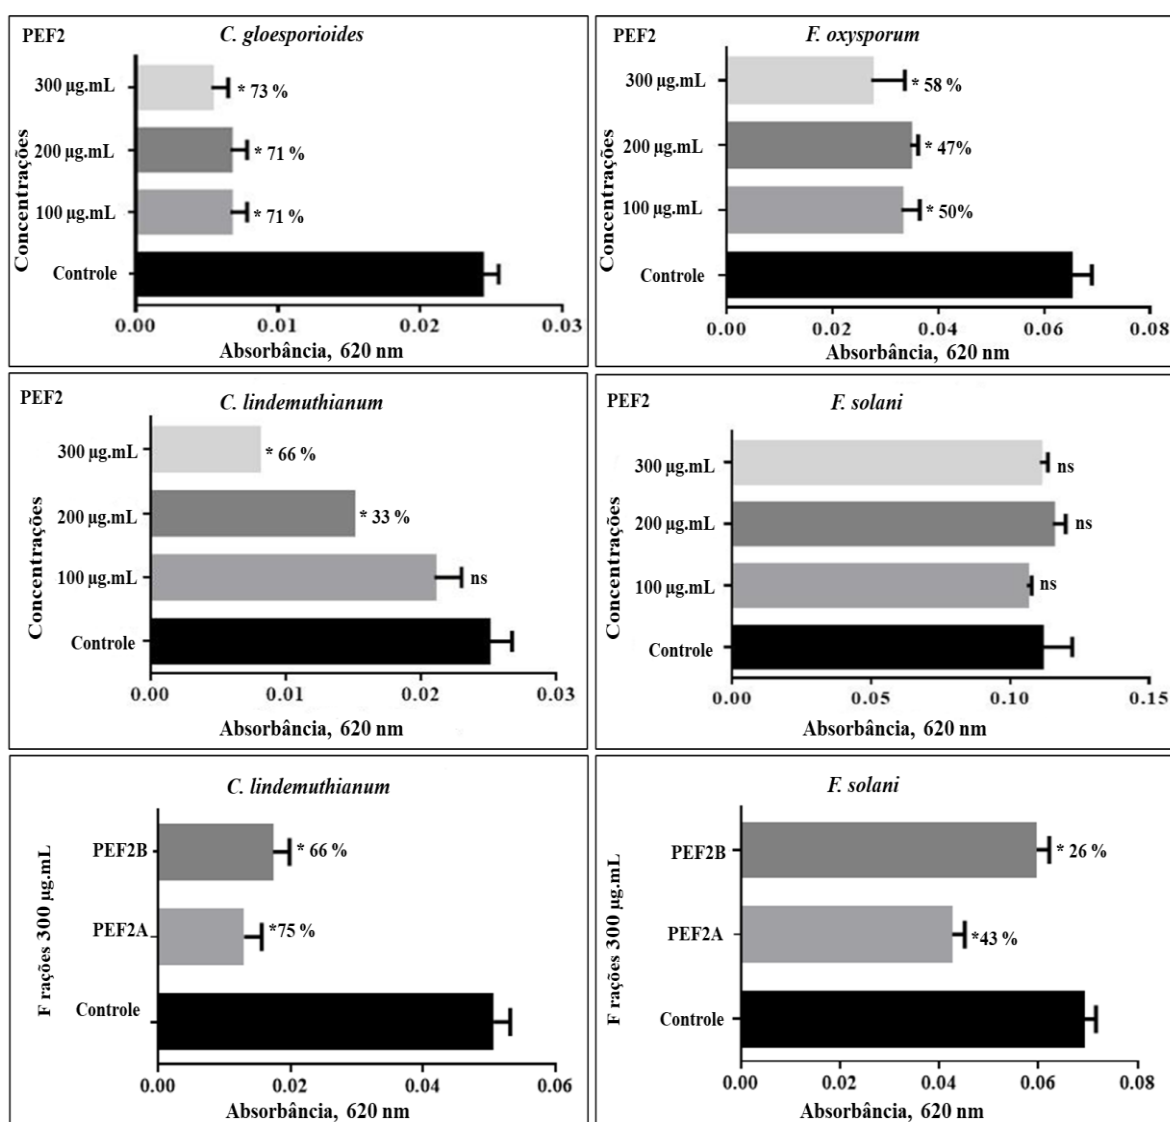 PEF2
C. gloesporioides
Concentrações
300 µg.mL
* 73 %
200 µg.mL
* 71 %
100 µg.mL
* 71 %
Controle
0.00 0.01 0.02 0.03
Absorbância, 620 nm
PEF2
F. oxysporum
Concentrações
300 µg.mL
* 58 %
200 µg.mL
* 47%
100 µg.mL
* 50%
Controle
0.00 0.02 0.04 0.06 0.08
Absorbância, 620 nm
PEF2
C. lindemuthianum
Concentrações
300 µg.mL
* 66 %
200 µg.mL
* 33 %
100 µg.mL
ns
Controle
0.00 0.01 0.02 0.03
Absorbância, 620 nm
PEF2
F. solani
Concentrações
300 µg.mL
ns
200 µg.mL
ns
100 µg.mL
ns
Controle
0.00 0.05 0.10 0.15
Absorbância, 620 nm
C. lindemuthianum
F rações 300 µg.mL
PEF2B
* 66 %
PEF2A
*75 %
Controle
0.00 0.02 0.04 0.06
Absorbância, 620 nm
F. solani
F rações 300 µg.mL
PEF2B
* 26 %
PEF2A
*43 %
Controle
0.00 0.02 0.04 0.06 0.08
Absorbância, 620 nm